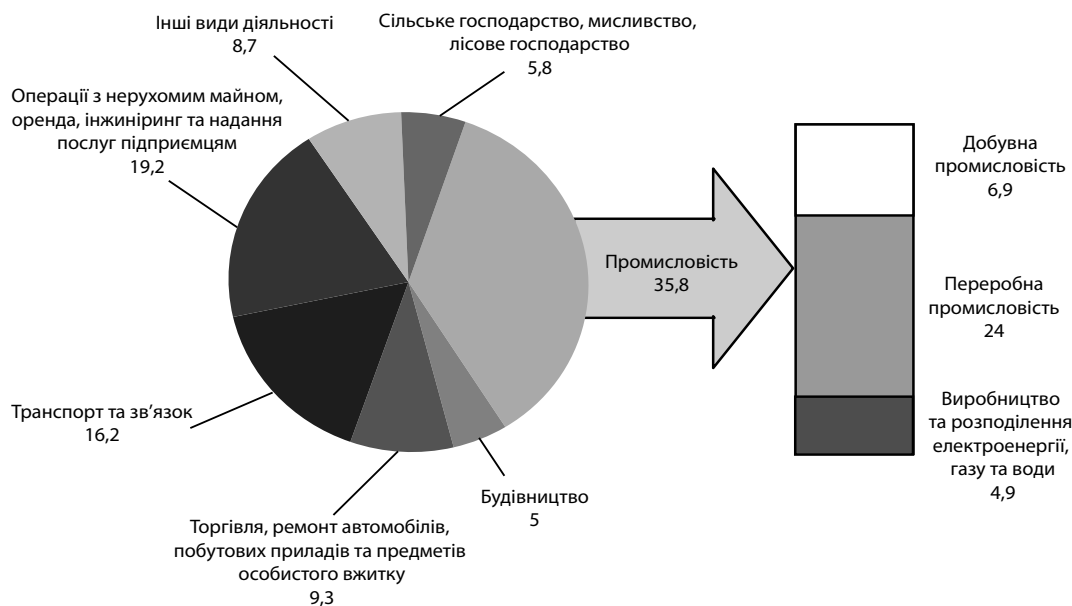 Інші види діяльності
8,7
Сільське господарство, мисливство,
лісове господарство
5,8
Операції з нерухомим майном,
оренда, інжиніринг та надання
послуг підприємцям
19,2
Добувна
промисловість
6,9
Промисловість
35,8
Переробна
промисловість
24
Виробництво
та розподілення
електроенергії,
газу та води
4,9
Транспорт та зв’язок
16,2
Будівництво
5
Торгівля, ремонт автомобілів,
побутових приладів та предметів
особистого вжитку
9,3